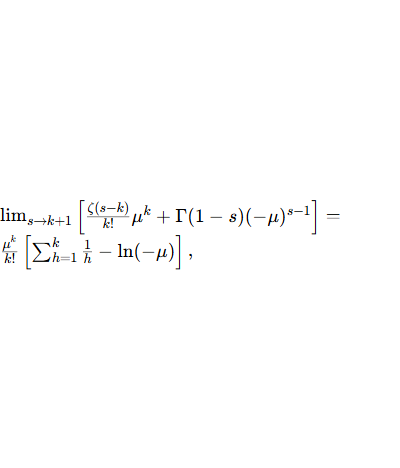 lim_{s→k+1} [ζ(s−k)/k! μ^k + Γ(1 − s)(−μ)^{s−1}] =
μ^k/k! [∑_{h=1}^{k} 1/h − ln(−μ)] ,